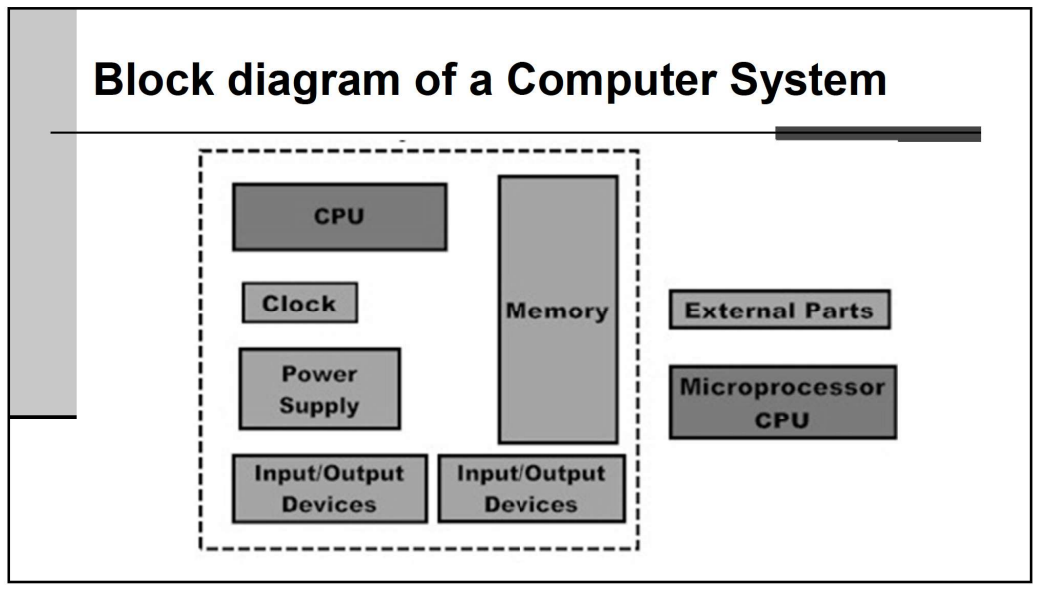 Block diagram of a Computer System
CPU
Clock
Memory
Power
Supply
Input/Output
Devices
Input/Output
Devices
External Parts
Microprocessor
CPU